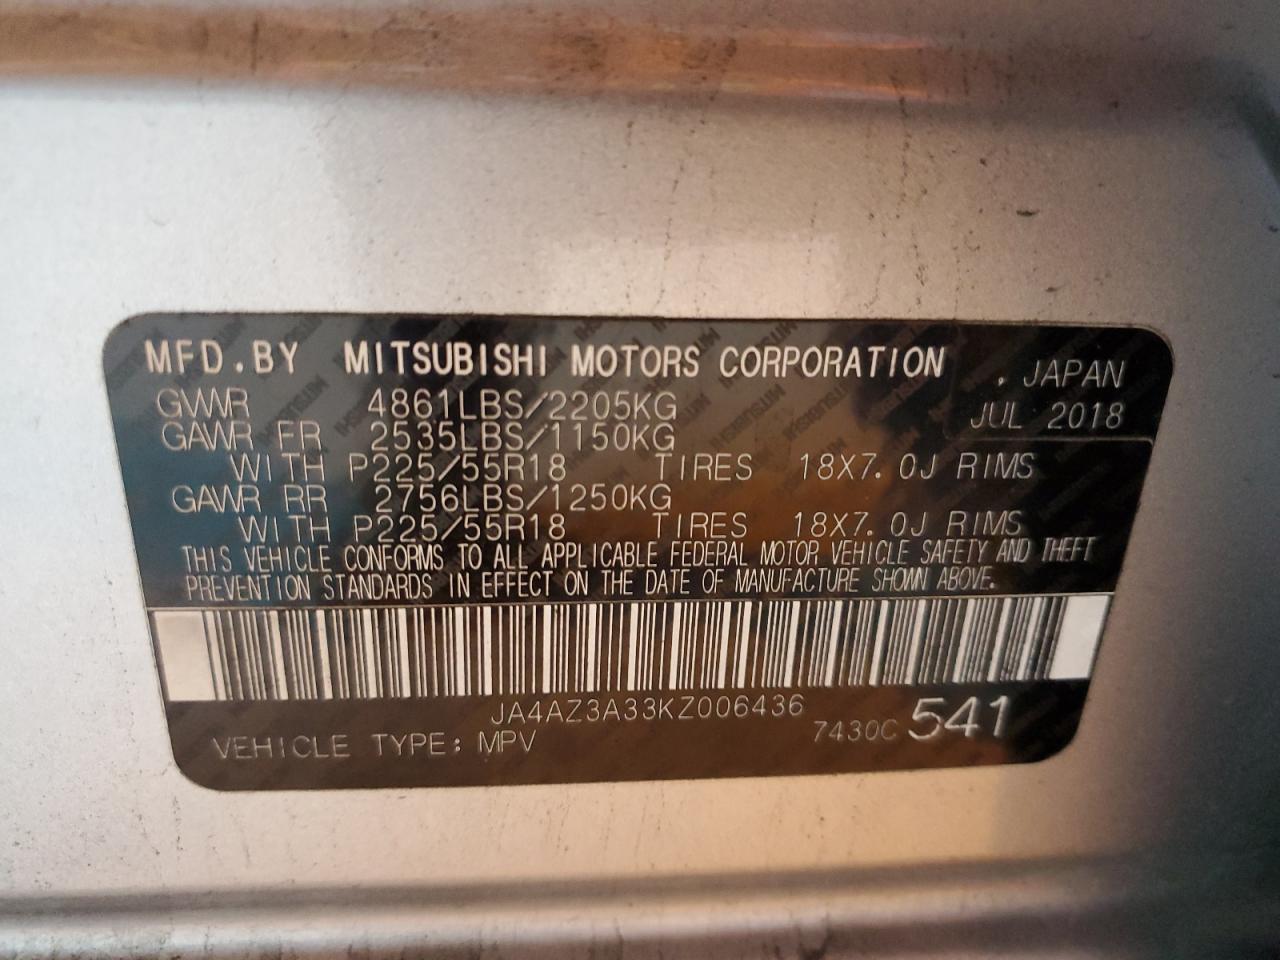 MFD.BY MITSUBISHI MOTORS CORPORATION . JAPAN
GVWR 4861LBS/2205KG JUL 2018
GAWR FR 2535LBS/1150KG
WITH P225/55R18 TIRES 18X7.0J RIMS
GAWR RR 2756LBS/1250KG
WITH P225/55R18 TIRES 18X7.0J RIMS
THIS VEHICLE CONFORMS TO ALL APPLICABLE FEDERAL MOTOR VEHICLE SAFETY AND THEFT
PREVENTION STANDARDS IN EFFECT ON THE DATE OF MANUFACTURE SHOWN ABOVE.
JA4AZ3A33KZ006436
VEHICLE TYPE: MPV 7430C 541